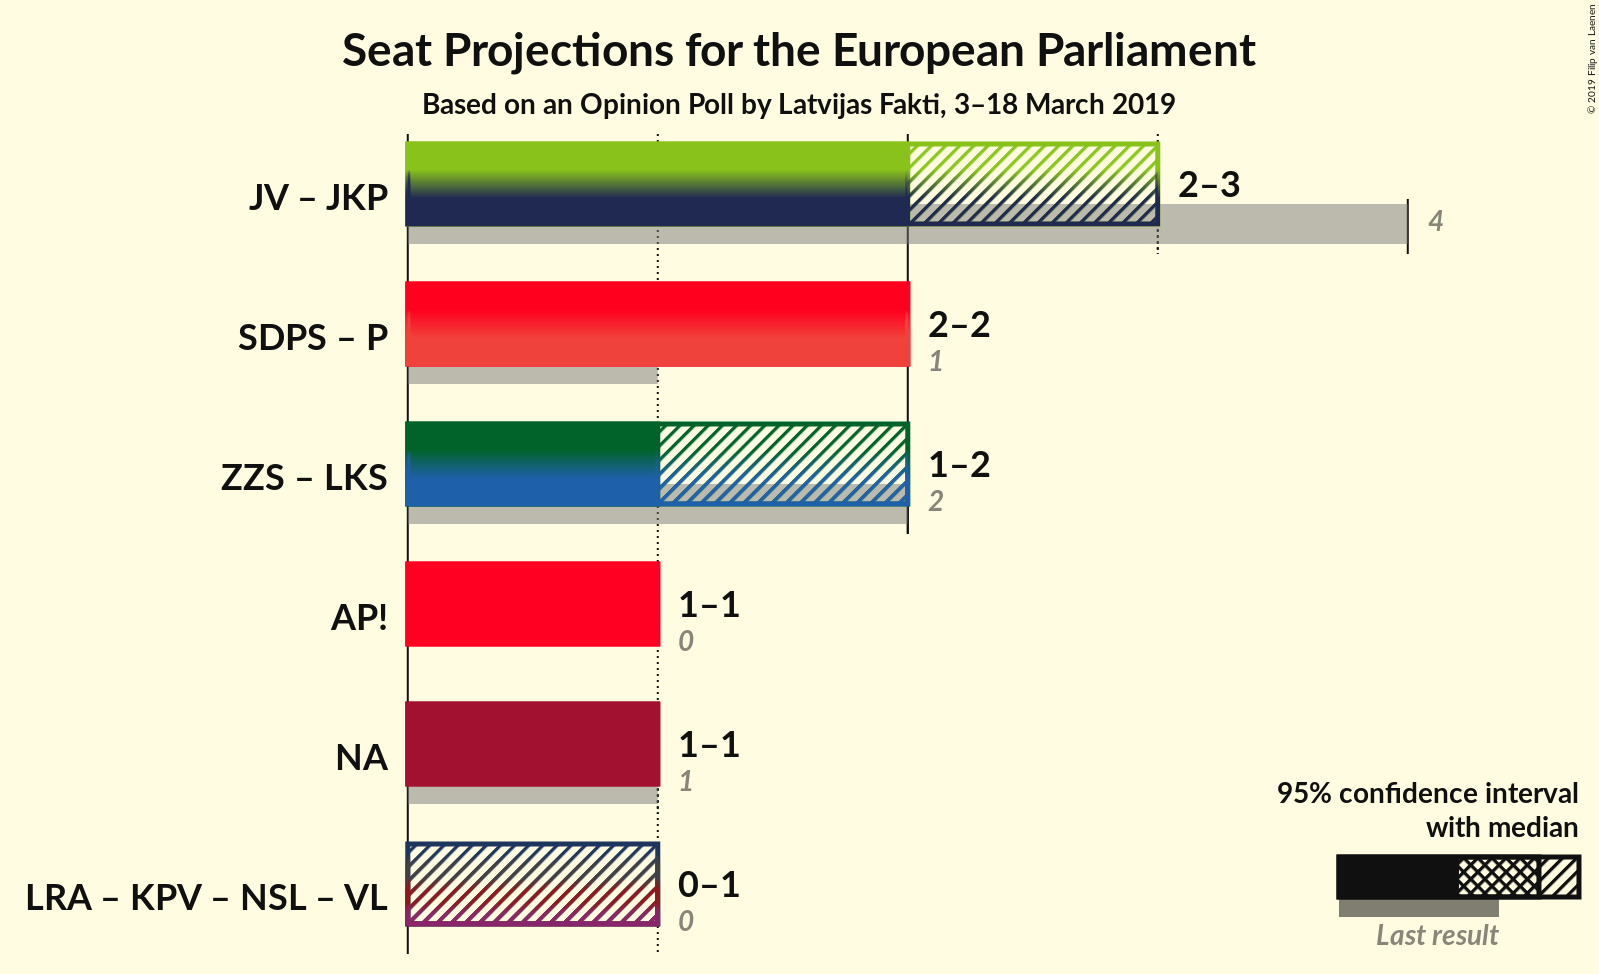 Seat Projections for the European Parliament
Based on an Opinion Poll by Latvijas Fakti, 3–18 March 2019
© 2019 Filip van Laenen
JV – JKP
2–3
4
SDPS – P
2–2
1
ZZS – LKS
1–2
2
AP!
1–1
0
NA
1–1
1
LRA – KPV – NSL – VL
0–1
0
95% confidence interval
with median
Last result